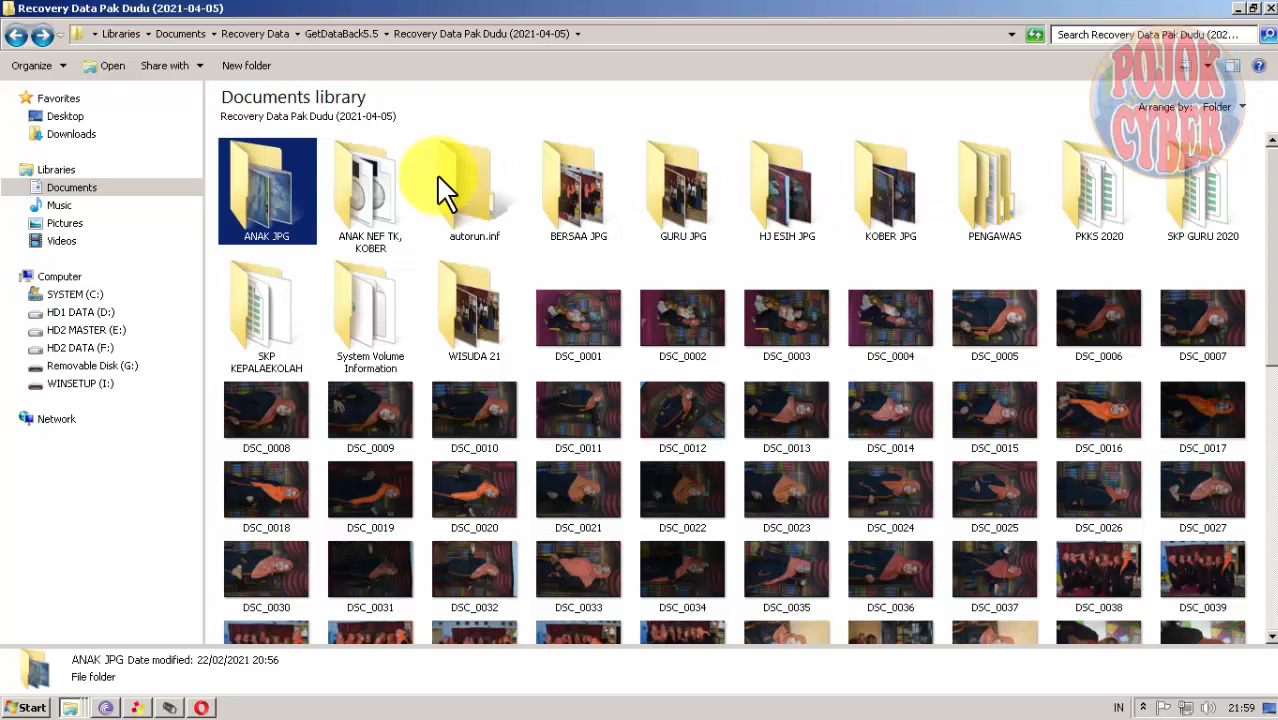 Recovery Data Pak Dudu (2021-04-05)
Libraries Documents Recovery Data GetDataBack5.5 Recovery Data Pak Dudu (2021-04-05)
Search Recovery Data Pak Dudu (202...
Organize Open Share with New folder
POJOK
CYBER
Documents library
Recovery Data Pak Dudu (2021-04-05)
Arrange by: Folder
Favorites
Desktop
Downloads
Libraries
Documents
Music
Pictures
Videos
Computer
SYSTEM (C:)
HD1 DATA (D:)
HD2 MASTER (E:)
HD2 DATA (F:)
Removable Disk (G:)
WINSETUP (I:)
Network
ANAK JPG
ANAK NEF TK,
KOBER
autorun.inf
BERSAA JPG
GURU JPG
HJ ESIH JPG
KOBER JPG
PENGAWAS
PKKS 2020
SKP GURU 2020
SKP
KEPALAEKOLAH
System Volume
Information
WISUDA 21
DSC_0001 DSC_0002 DSC_0003 DSC_0004 DSC_0005 DSC_0006 DSC_0007
DSC_0008 DSC_0009 DSC_0010 DSC_0011 DSC_0012 DSC_0013 DSC_0014 DSC_0015 DSC_0016 DSC_0017
DSC_0018 DSC_0019 DSC_0020 DSC_0021 DSC_0022 DSC_0023 DSC_0024 DSC_0025 DSC_0026 DSC_0027
DSC_0030 DSC_0031 DSC_0032 DSC_0033 DSC_0034 DSC_0035 DSC_0036 DSC_0037 DSC_0038 DSC_0039
ANAK JPG Date modified: 22/02/2021 20:56
File folder
Start
IN
21:59